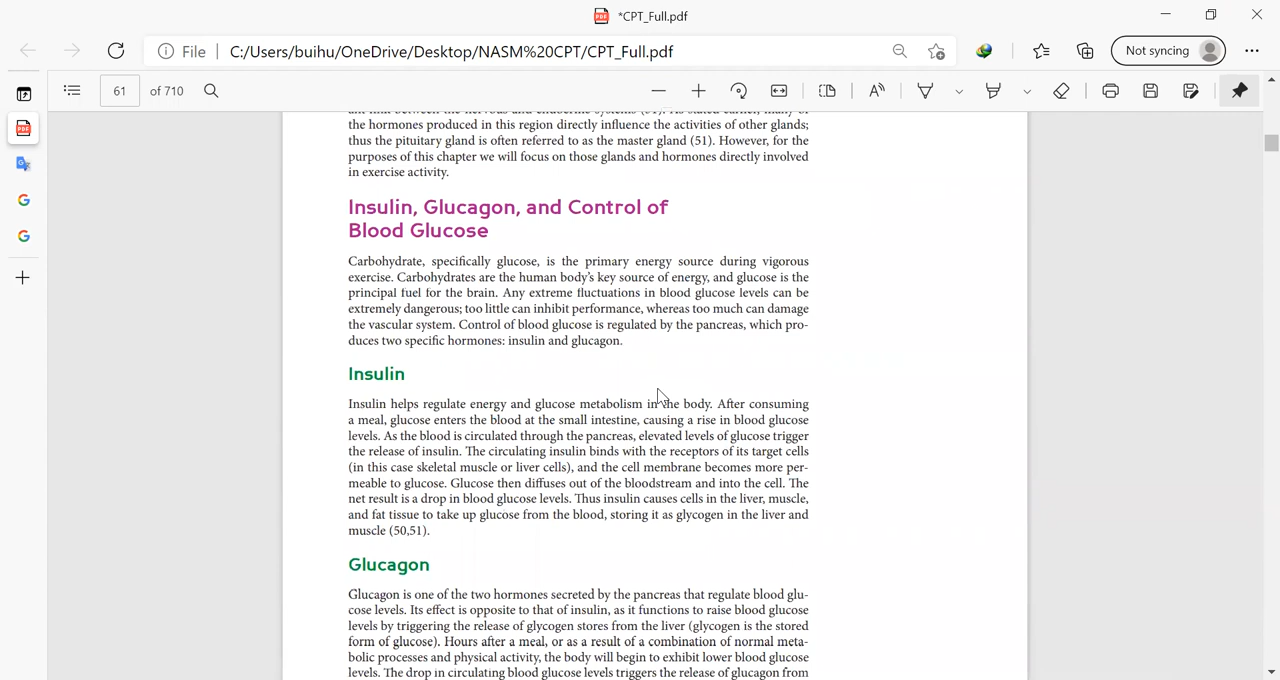 *CPT_Full.pdf
File
C:/Users/buihu/OneDrive/Desktop/NASM%20CPT/CPT_Full.pdf
Not syncing
61 of 710
the hormones produced in this region directly influence the activities of other glands;
thus the pituitary gland is often referred to as the master gland (51). However, for the
purposes of this chapter we will focus on those glands and hormones directly involved
in exercise activity.
Insulin, Glucagon, and Control of
Blood Glucose
Carbohydrate, specifically glucose, is the primary energy source during vigorous
exercise. Carbohydrates are the human body's key source of energy, and glucose is the
principal fuel for the brain. Any extreme fluctuations in blood glucose levels can be
extremely dangerous; too little can inhibit performance, whereas too much can damage
the vascular system. Control of blood glucose is regulated by the pancreas, which pro-
duces two specific hormones: insulin and glucagon.
Insulin
Insulin helps regulate energy and glucose metabolism in the body. After consuming
a meal, glucose enters the blood at the small intestine, causing a rise in blood glucose
levels. As the blood is circulated through the pancreas, elevated levels of glucose trigger
the release of insulin. The circulating insulin binds with the receptors of its target cells
(in this case skeletal muscle or liver cells), and the cell membrane becomes more per-
meable to glucose. Glucose then diffuses out of the bloodstream and into the cell. The
net result is a drop in blood glucose levels. Thus insulin causes cells in the liver, muscle,
and fat tissue to take up glucose from the blood, storing it as glycogen in the liver and
muscle (50,51).
Glucagon
Glucagon is one of the two hormones secreted by the pancreas that regulate blood glu-
cose levels. Its effect is opposite to that of insulin, as it functions to raise blood glucose
levels by triggering the release of glycogen stores from the liver (glycogen is the stored
form of glucose). Hours after a meal, or as a result of a combination of normal meta-
bolic processes and physical activity, the body will begin to exhibit lower blood glucose
levels. The drop in circulating blood glucose levels triggers the release of glucagon from